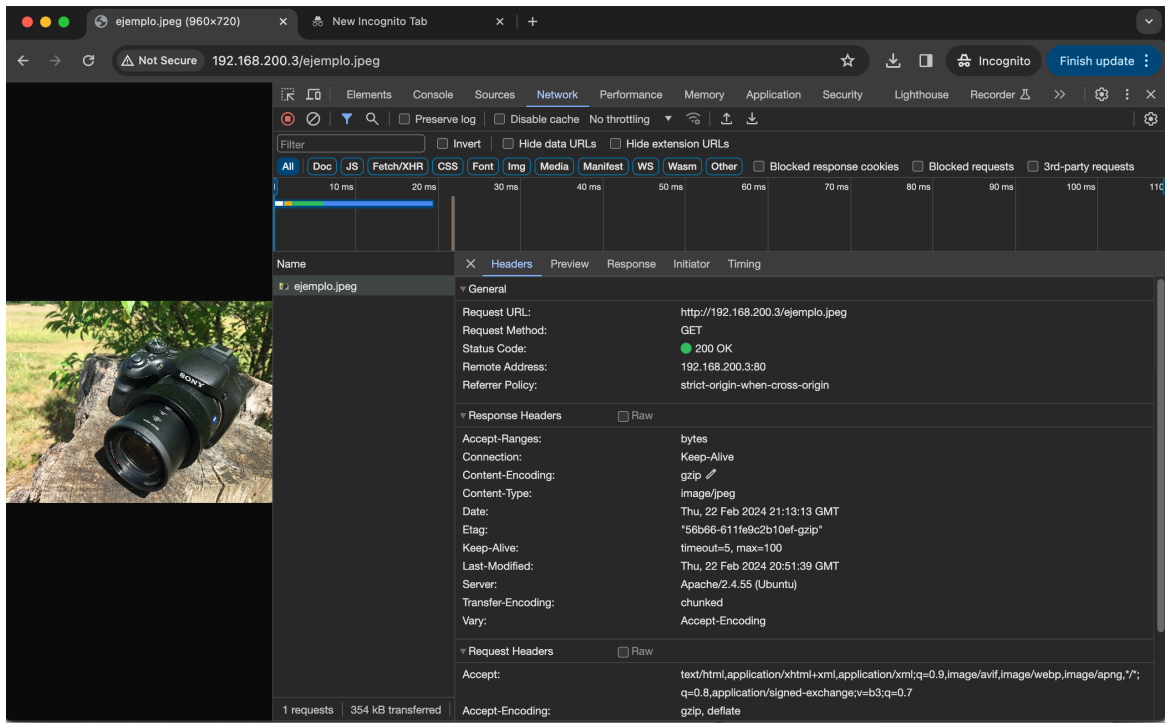 ejemplo.jpeg (960×720)
New Incognito Tab
Not Secure 192.168.200.3/ejemplo.jpeg
Incognito
Finish update
Elements Console Sources Network Performance Memory Application Security Lighthouse Recorder
Preserve log Disable cache No throttling
Filter Invert Hide data URLs Hide extension URLs
All Doc JS Fetch/XHR CSS Font Img Media Manifest WS Wasm Other Blocked response cookies Blocked requests 3rd-party requests
10 ms 20 ms 30 ms 40 ms 50 ms 60 ms 70 ms 80 ms 90 ms 100 ms 110
Name
Headers Preview Response Initiator Timing
ejemplo.jpeg
General
Request URL: http://192.168.200.3/ejemplo.jpeg
Request Method: GET
Status Code: 200 OK
Remote Address: 192.168.200.3:80
Referrer Policy: strict-origin-when-cross-origin
Response Headers Raw
Accept-Ranges: bytes
Connection: Keep-Alive
Content-Encoding: gzip
Content-Type: image/jpeg
Date: Thu, 22 Feb 2024 21:13:13 GMT
Etag: "56b66-611fe9c2b10ef-gzip"
Keep-Alive: timeout=5, max=100
Last-Modified: Thu, 22 Feb 2024 20:51:39 GMT
Server: Apache/2.4.55 (Ubuntu)
Transfer-Encoding: chunked
Vary: Accept-Encoding
Request Headers Raw
Accept: text/html,application/xhtml+xml,application/xml;q=0.9,image/avif,image/webp,image/apng,*/*;
q=0.8,application/signed-exchange;v=b3;q=0.7
Accept-Encoding: gzip, deflate
1 requests 354 kB transferred
SONY